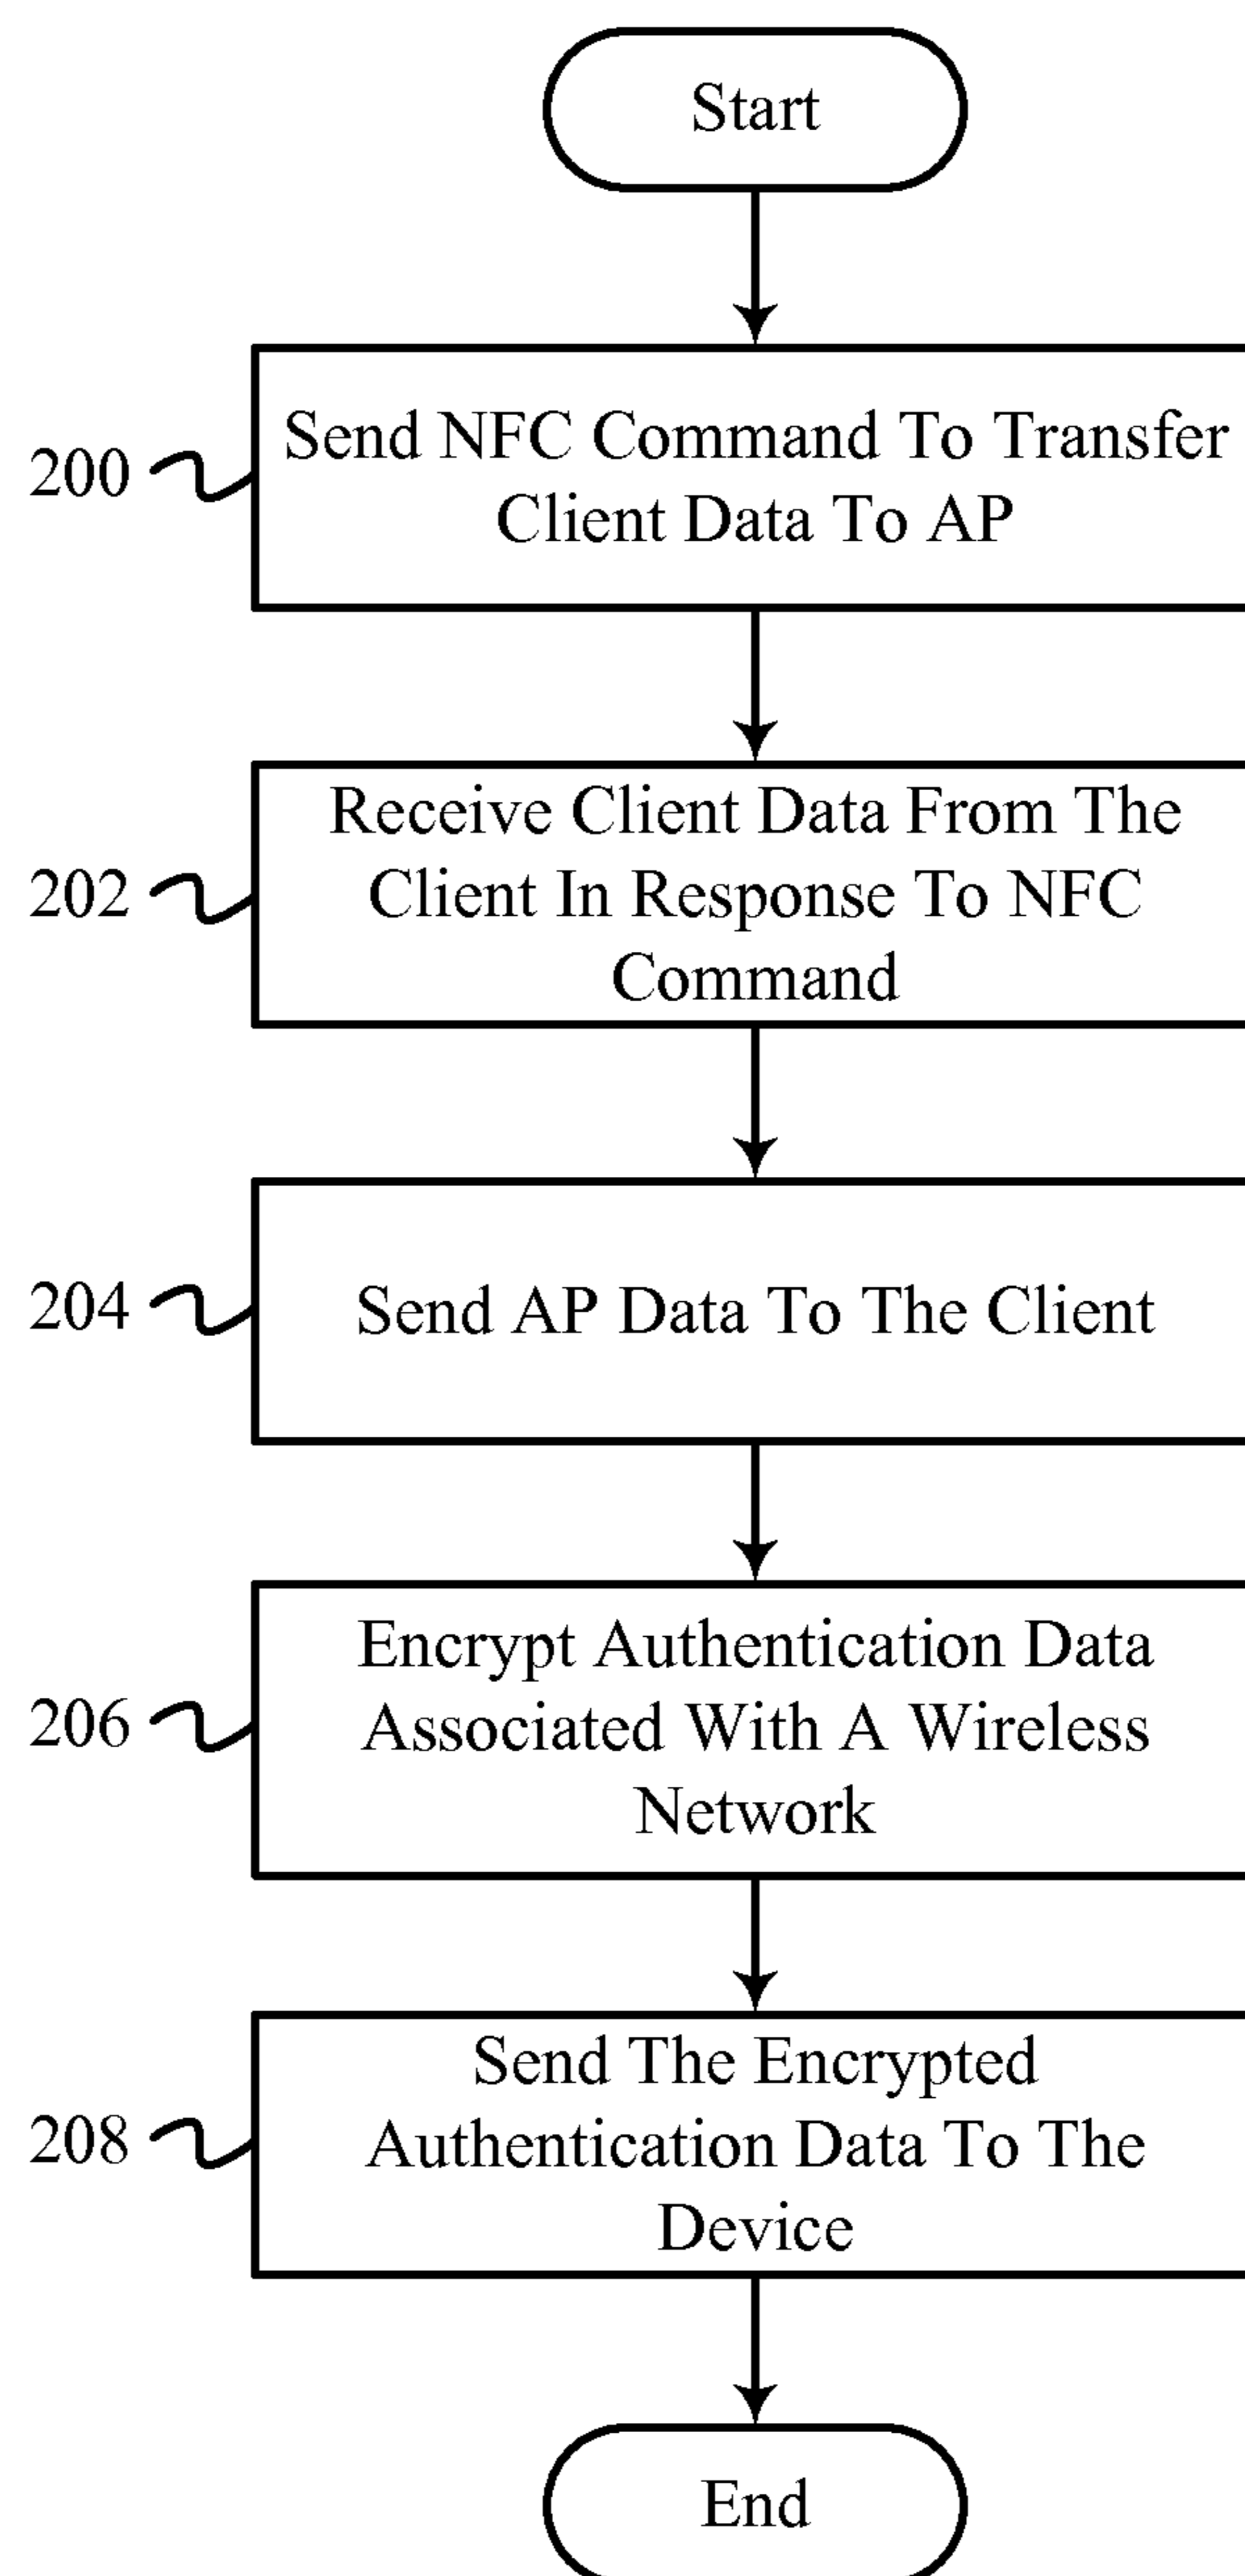 Start
200
Send NFC Command To Transfer
Client Data To AP
202
Receive Client Data From The
Client In Response To NFC
Command
204
Send AP Data To The Client
206
Encrypt Authentication Data
Associated With A Wireless
Network
208
Send The Encrypted
Authentication Data To The
Device
End